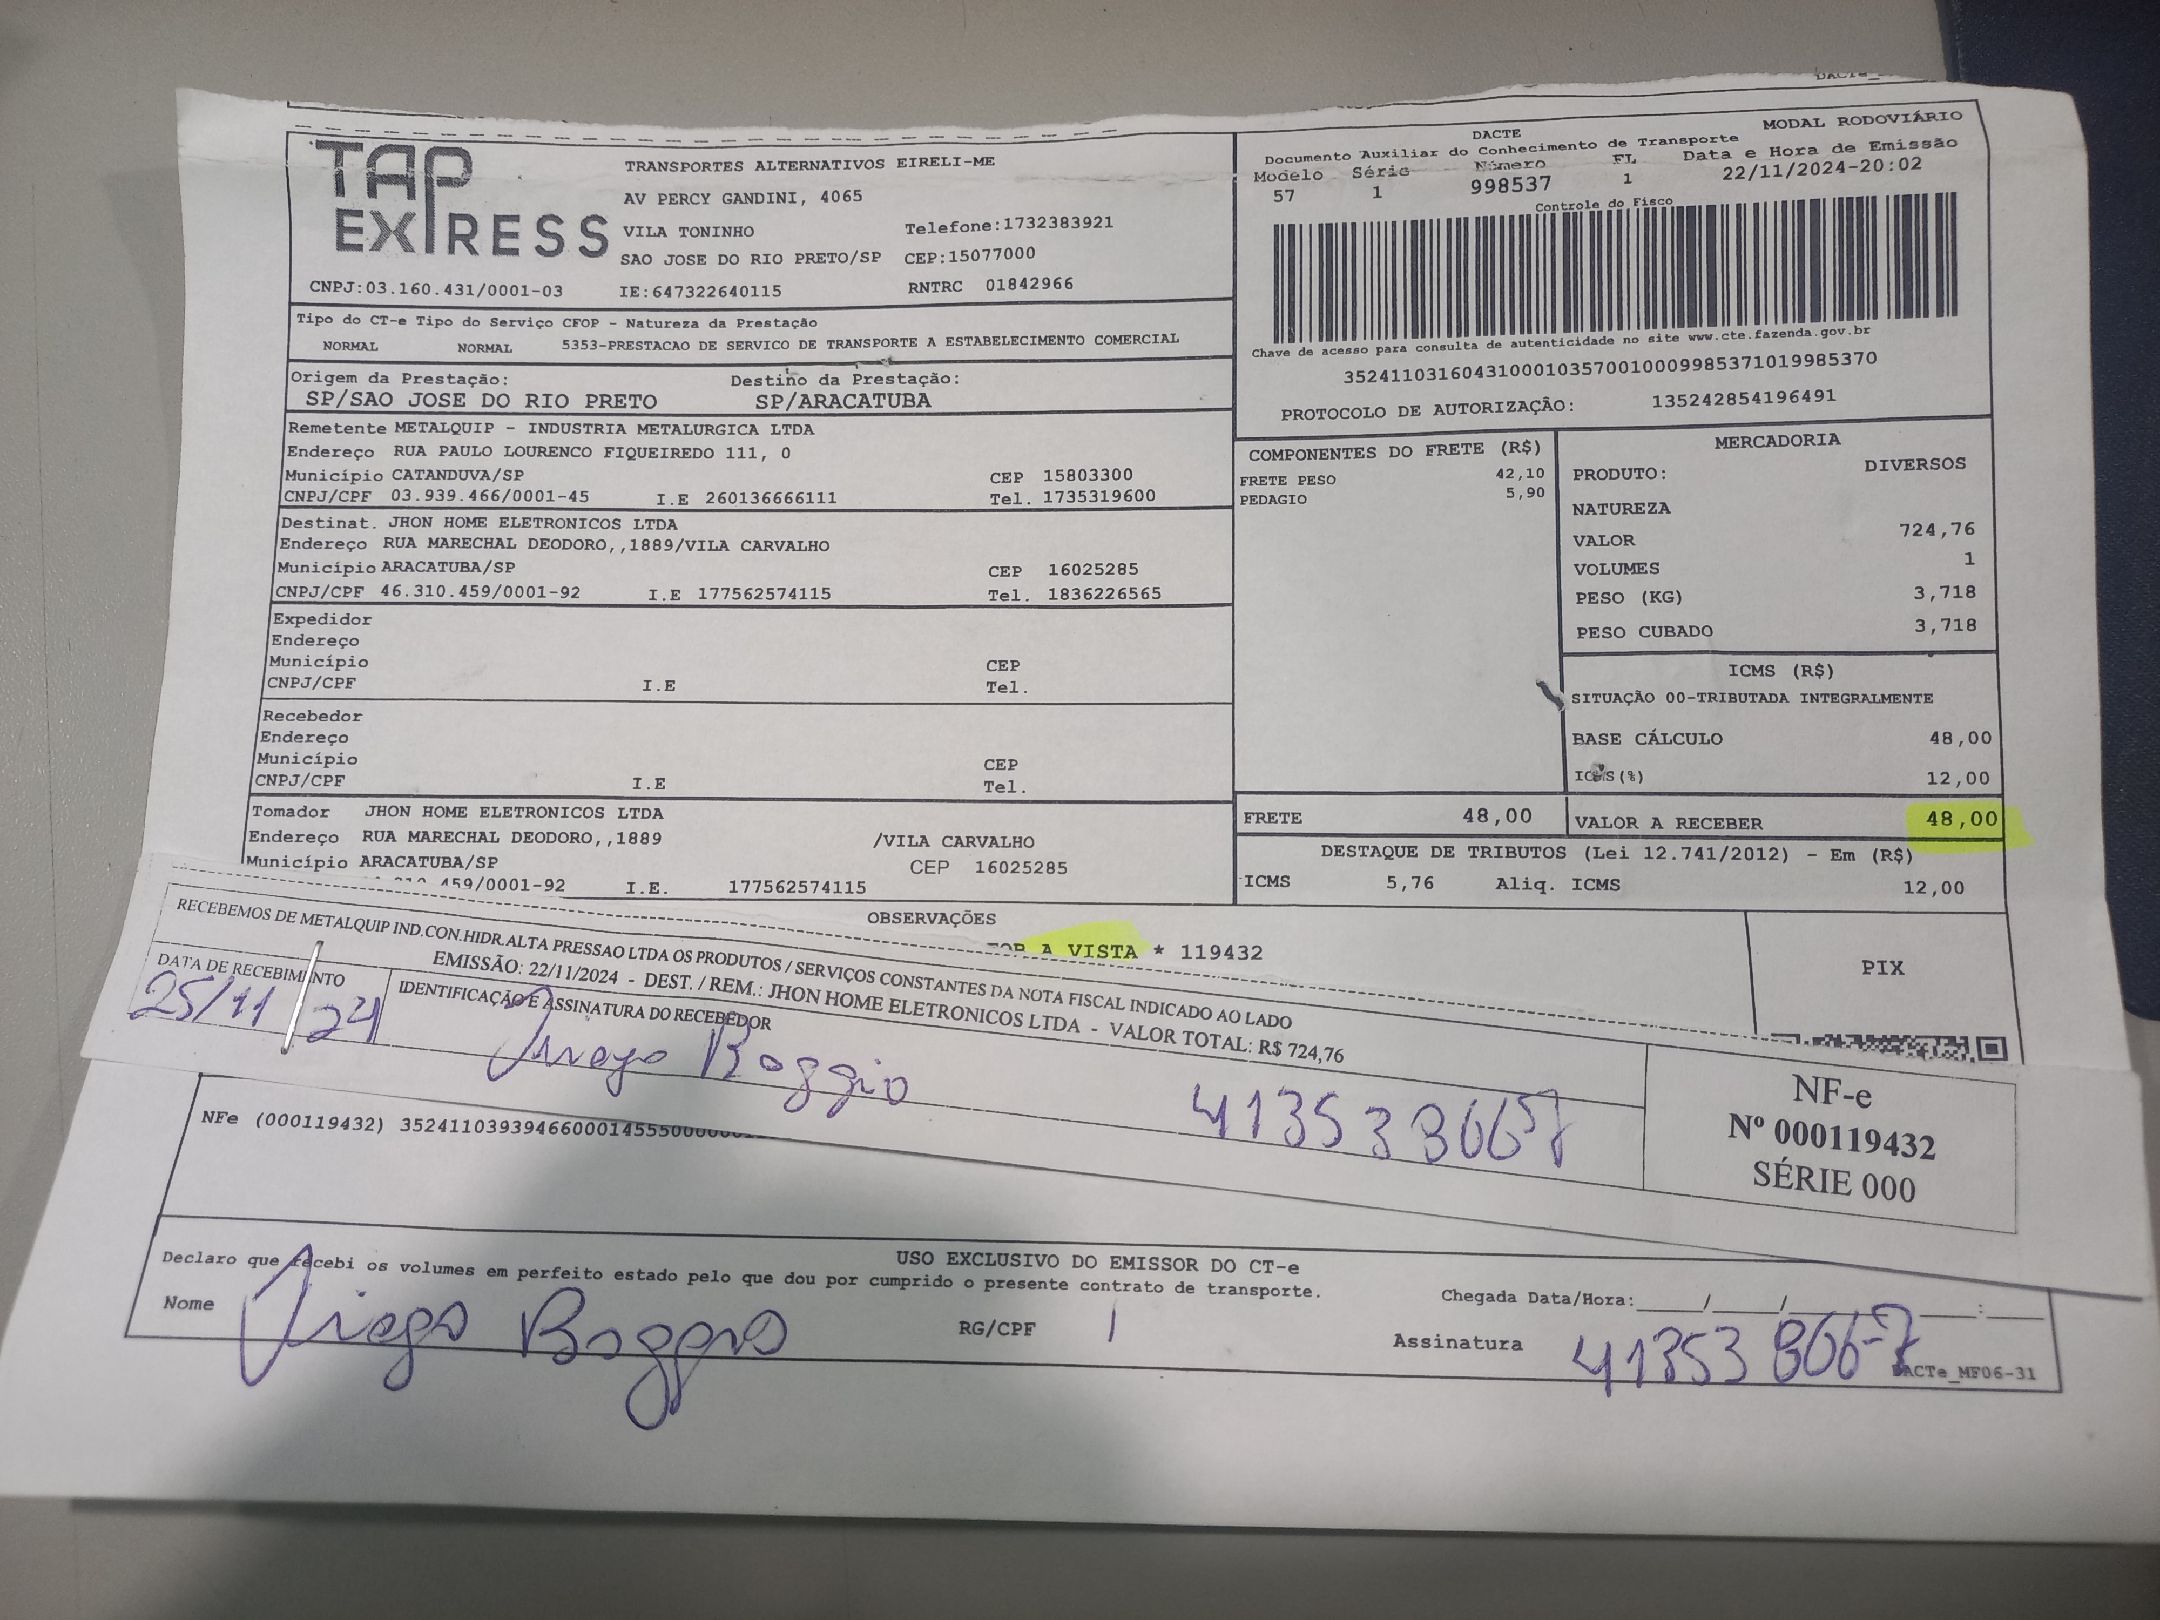 TAP EXPRESS
TRANSPORTES ALTERNATIVOS EIRELI-ME
AV PERCY GANDINI, 4065
VILA TONINHO Telefone:1732383921
SAO JOSE DO RIO PRETO/SP CEP:15077000
CNPJ:03.160.431/0001-03 IE:647322640115 RNTRC 01842966
DACTE MODAL RODOVIÁRIO
Documento Auxiliar do Conhecimento de Transporte
Modelo Série Número FL Data e Hora de Emissão
57 1 998537 1 22/11/2024-20:02
Controle do Fisco
Chave de acesso para consulta de autenticidade no site www.cte.fazenda.gov.br
35241103160431000103570010009985371019985370
PROTOCOLO DE AUTORIZAÇÃO: 135242854196491
Tipo do CT-e Tipo do Serviço CFOP - Natureza da Prestação
NORMAL NORMAL 5353-PRESTACAO DE SERVICO DE TRANSPORTE A ESTABELECIMENTO COMERCIAL
Origem da Prestação: Destino da Prestação:
SP/SAO JOSE DO RIO PRETO SP/ARACATUBA
Remetente METALQUIP - INDUSTRIA METALURGICA LTDA
Endereço RUA PAULO LOURENCO FIQUEIREDO 111, 0
Município CATANDUVA/SP CEP 15803300
CNPJ/CPF 03.939.466/0001-45 I.E 260136666111 Tel. 1735319600
Destinat. JHON HOME ELETRONICOS LTDA
Endereço RUA MARECHAL DEODORO,,1889/VILA CARVALHO
Município ARACATUBA/SP CEP 16025285
CNPJ/CPF 46.310.459/0001-92 I.E 177562574115 Tel. 1836226565
Expedidor
Endereço
Município CEP
CNPJ/CPF I.E Tel.
Recebedor
Endereço
Município CEP
CNPJ/CPF I.E Tel.
Tomador JHON HOME ELETRONICOS LTDA
Endereço RUA MARECHAL DEODORO,,1889 /VILA CARVALHO
Município ARACATUBA/SP CEP 16025285
459/0001-92 I.E. 177562574115
COMPONENTES DO FRETE (R$)
FRETE PESO 42,10
PEDAGIO 5,90
MERCADORIA
PRODUTO: DIVERSOS
NATUREZA
VALOR 724,76
VOLUMES 1
PESO (KG) 3,718
PESO CUBADO 3,718
ICMS (R$)
SITUAÇÃO 00-TRIBUTADA INTEGRALMENTE
BASE CÁLCULO 48,00
ICMS(%) 12,00
FRETE 48,00 VALOR A RECEBER 48,00
DESTAQUE DE TRIBUTOS (Lei 12.741/2012) - Em (R$)
ICMS 5,76 Aliq. ICMS 12,00
OBSERVAÇÕES
A VISTA * 119432
PIX
RECEBEMOS DE METALQUIP IND.CON.HIDR.ALTA PRESSAO LTDA OS PRODUTOS / SERVIÇOS CONSTANTES DA NOTA FISCAL INDICADO AO LADO
EMISSÃO: 22/11/2024 - DEST. / REM.: JHON HOME ELETRONICOS LTDA - VALOR TOTAL: R$ 724,76
DATA DE RECEBIMENTO IDENTIFICAÇÃO E ASSINATURA DO RECEBEDOR
25/11/24 Boggio 413538667
NF-e
Nº 000119432
SÉRIE 000
NFe (000119432)
USO EXCLUSIVO DO EMISSOR DO CT-e
Declaro que recebi os volumes em perfeito estado pelo que dou por cumprido o presente contrato de transporte.
Nome Boggio RG/CPF Chegada Data/Hora:____/____/____ ____:____
Assinatura
DACTe_MF06-31